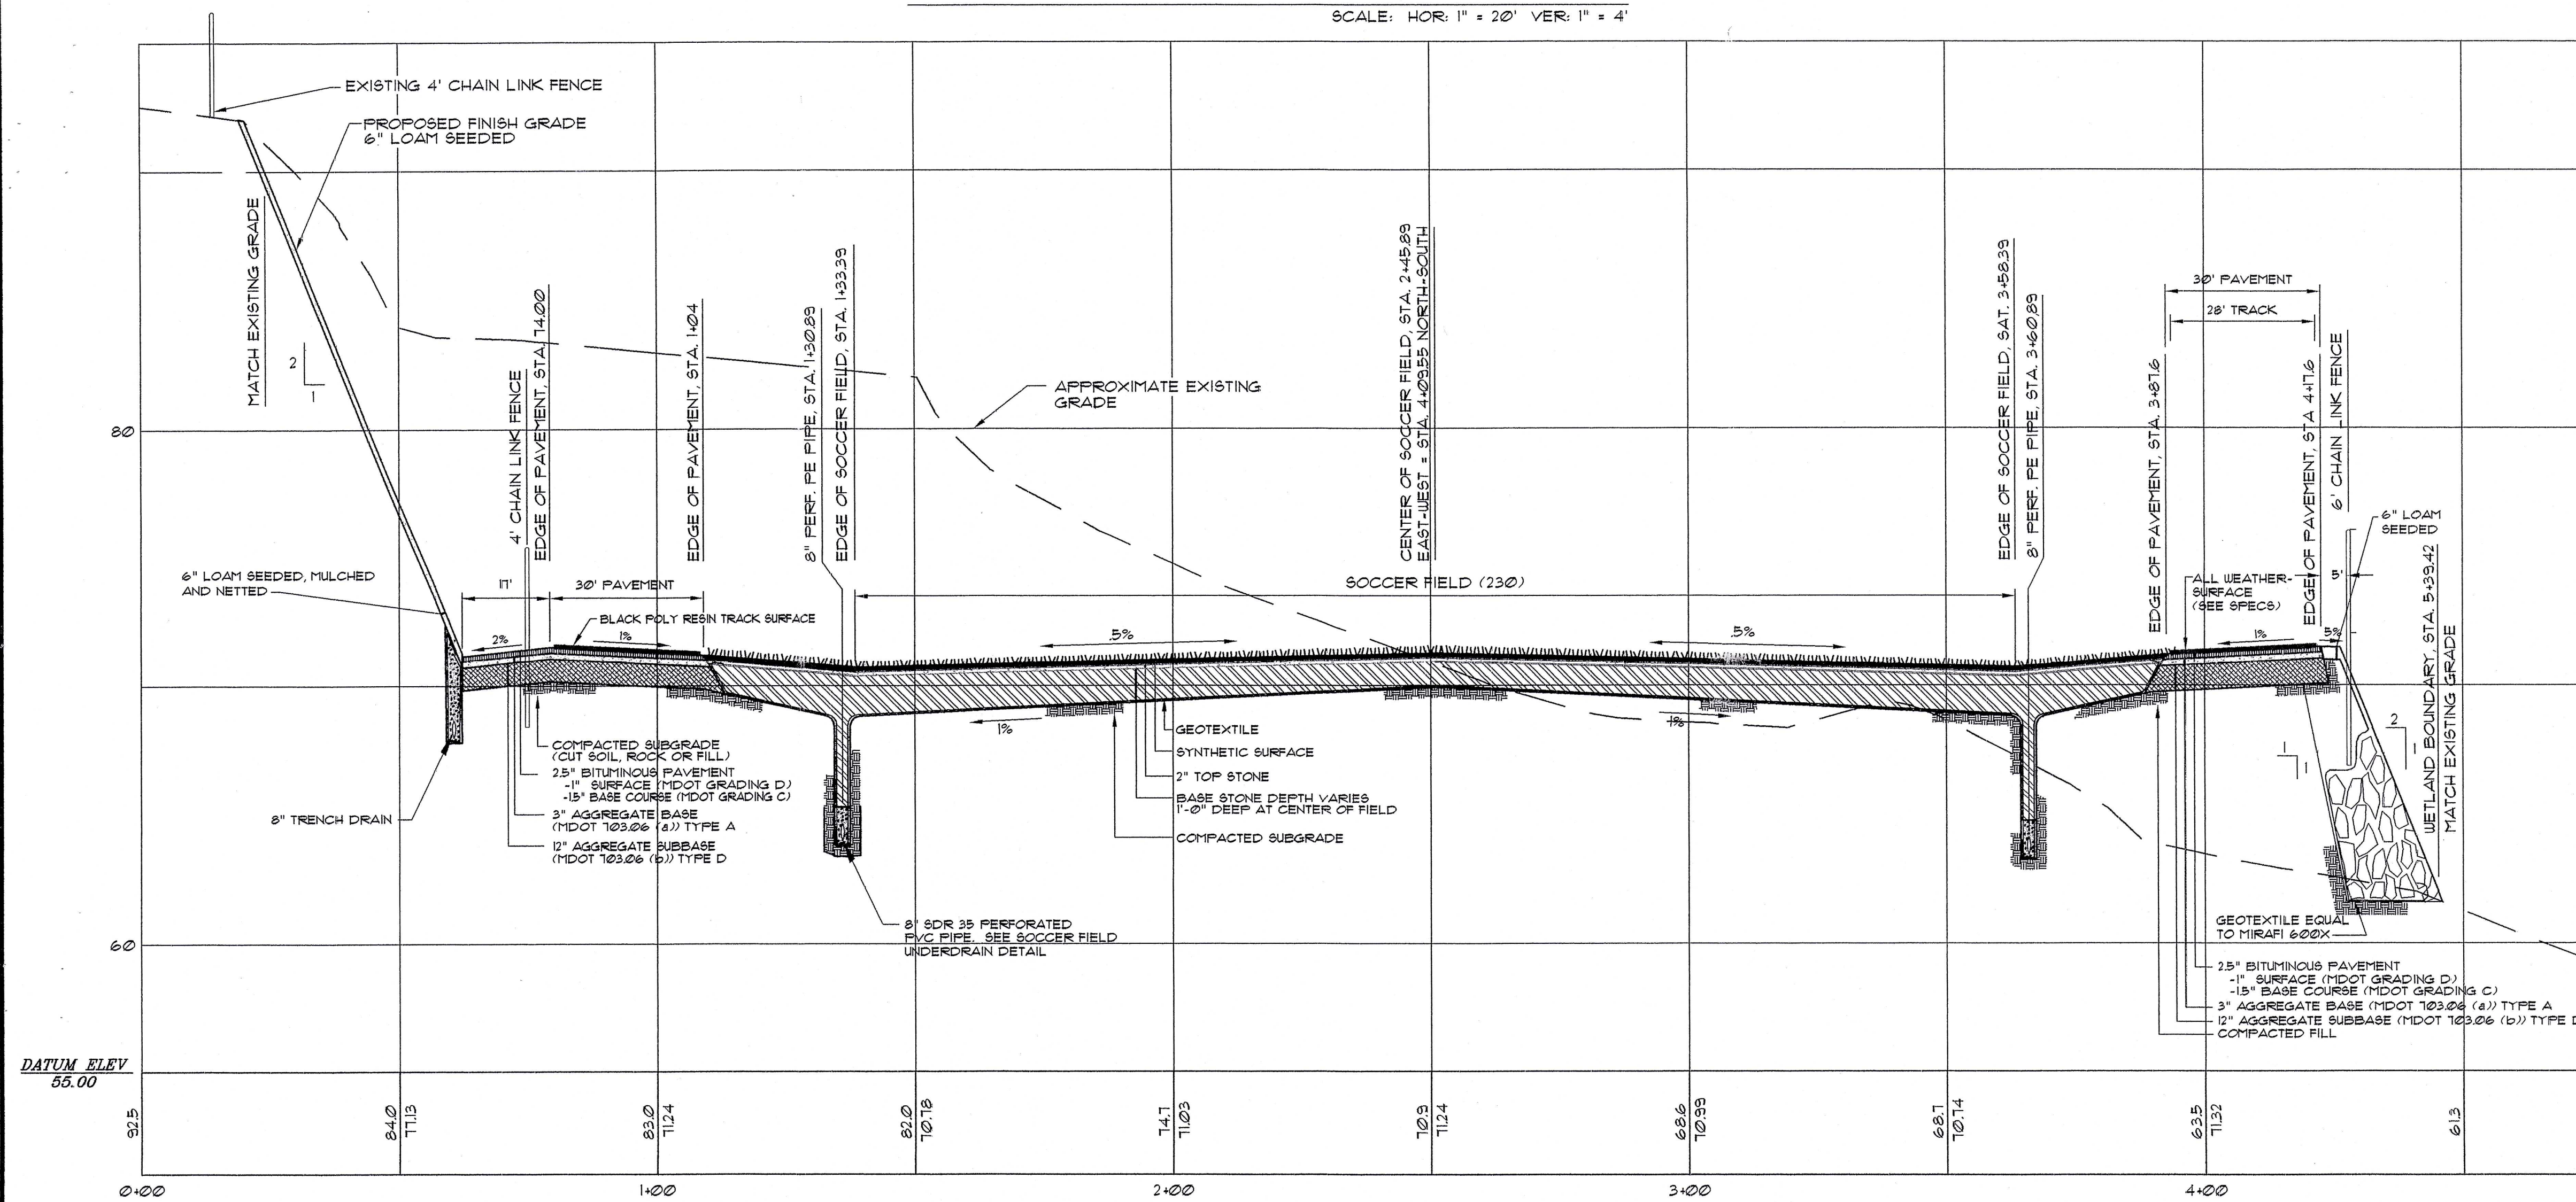 SCALE: HOR: 1" = 20' VER: 1" = 4'
EXISTING 4' CHAIN LINK FENCE
PROPOSED FINISH GRADE
6" LOAM SEEDED
MATCH EXISTING GRADE
2
1
4' CHAIN LINK FENCE
EDGE OF PAVEMENT, STA. 74.00
EDGE OF PAVEMENT, STA. 1+04
8" PERF. PE PIPE, STA. 1+30.89
EDGE OF SOCCER FIELD, STA. 1+33.39
APPROXIMATE EXISTING
GRADE
CENTER OF SOCCER FIELD, STA. 2+45.89
EAST-WEST = STA. 4+09.55 NORTH-SOUTH
EDGE OF SOCCER FIELD, SAT. 3+58.39
8" PERF. PE PIPE, STA. 3+60.89
30' PAVEMENT
28' TRACK
EDGE OF PAVEMENT, STA. 3+87.6
EDGE OF PAVEMENT, STA 4+17.6
6' CHAIN LINK FENCE
6" LOAM
SEEDED
80
6" LOAM SEEDED, MULCHED
AND NETTED
17'
30' PAVEMENT
BLACK POLY RESIN TRACK SURFACE
2%
1%
SOCCER FIELD (230)
.5%
.5%
ALL WEATHER-
SURFACE
(SEE SPECS)
5'
1%
5%
WETLAND BOUNDARY, STA. 5+39.42
MATCH EXISTING GRADE
2
1
1
1
1%
1%
GEOTEXTILE
SYNTHETIC SURFACE
2" TOP STONE
BASE STONE DEPTH VARIES
1'-0" DEEP AT CENTER OF FIELD
COMPACTED SUBGRADE
COMPACTED SUBGRADE
(CUT SOIL, ROCK OR FILL)
2.5" BITUMINOUS PAVEMENT
-1" SURFACE (MDOT GRADING D)
-1.5" BASE COURSE (MDOT GRADING C)
3" AGGREGATE BASE
(MDOT 703.06 (a)) TYPE A
12" AGGREGATE SUBBASE
(MDOT 703.06 (b)) TYPE D
8" TRENCH DRAIN
8" SDR 35 PERFORATED
PVC PIPE. SEE SOCCER FIELD
UNDERDRAIN DETAIL
GEOTEXTILE EQUAL
TO MIRAFI 600X
2.5" BITUMINOUS PAVEMENT
-1" SURFACE (MDOT GRADING D)
-1.5" BASE COURSE (MDOT GRADING C)
3" AGGREGATE BASE (MDOT 703.06 (a)) TYPE A
12" AGGREGATE SUBBASE (MDOT 703.06 (b)) TYPE D
COMPACTED FILL
60
DATUM ELEV
55.00
92.5
84.0
77.13
83.0
71.24
82.0
70.78
74.7
71.03
70.9
71.24
68.6
70.99
68.7
70.74
63.5
71.32
61.3
0+00
1+00
2+00
3+00
4+00